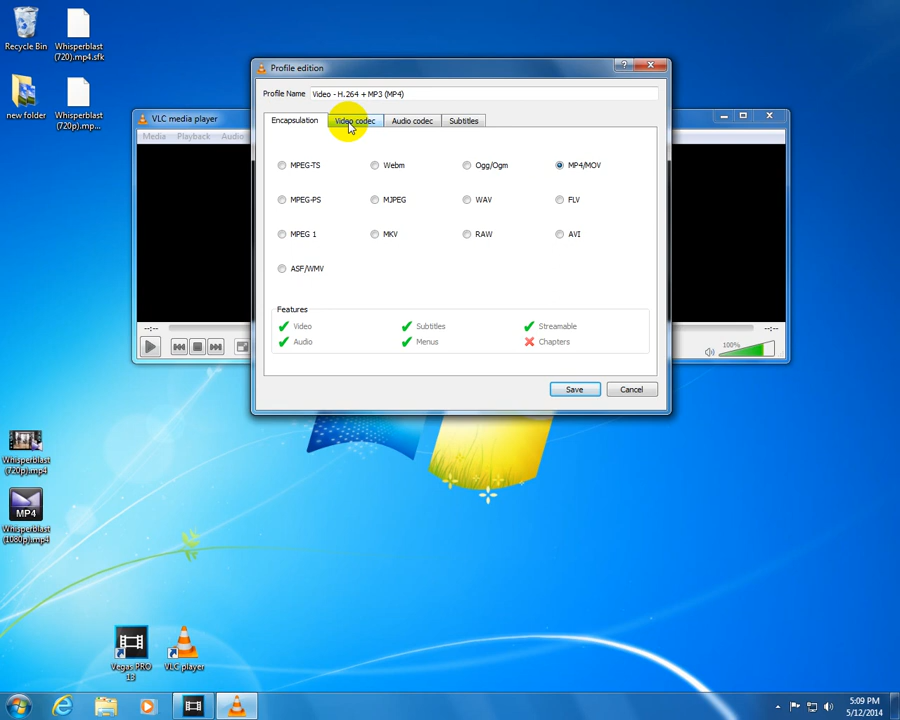 Recycle Bin
Whisperblast
(720).mp4.sfk
new folder
Whisperblast
(720p).mp...
VLC media player
Media Playback Audio
Profile edition
Profile Name Video - H.264 + MP3 (MP4)
Encapsulation Video codec Audio codec Subtitles
MPEG-TS Webm Ogg/Ogm MP4/MOV
MPEG-PS MJPEG WAV FLV
MPEG 1 MKV RAW AVI
ASF/WMV
Features
Video Subtitles Streamable
Audio Menus Chapters
Save Cancel
--:-- --:--
100%
Whisperblast
(720p).mp4
MP4
Whisperblast
(1080p).mp4
Vegas PRO
13
VLC player
5:09 PM
5/12/2014